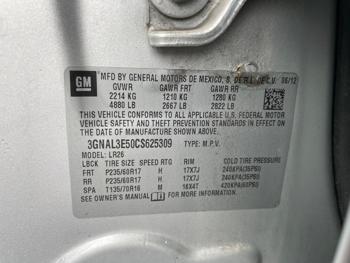 GM
MFD BY GENERAL MOTORS DE MEXICO, S. DE R.L. DE C.V. 06/12
GVWR GAWR FRT GAWR RR
2214 KG 1210 KG 1280 KG
4880 LB 2667 LB 2822 LB
THIS VEHICLE CONFORMS TO ALL APPLICABLE U.S. FEDERAL
MOTOR VEHICLE SAFETY, BUMPER, AND THEFT PREVENTION STANDARDS IN EFFECT ON
THE DATE OF MANUFACTURE SHOWN ABOVE.
3GNAL3E50CS625309 TYPE: M.P.V.
MODEL: LR26
LBCK TIRE SIZE SPEED RTG RIM COLD TIRE PRESSURE
FRT P235/60R17 H 17X7J 240KPA(35PSI)
RR P235/60R17 H 17X7J 240KPA(35PSI)
SPA T135/70R16 M 16X4T 420KPA(60PSI)
SEE OWNER'S MANUAL FOR ADDITIONAL INFORMATION.